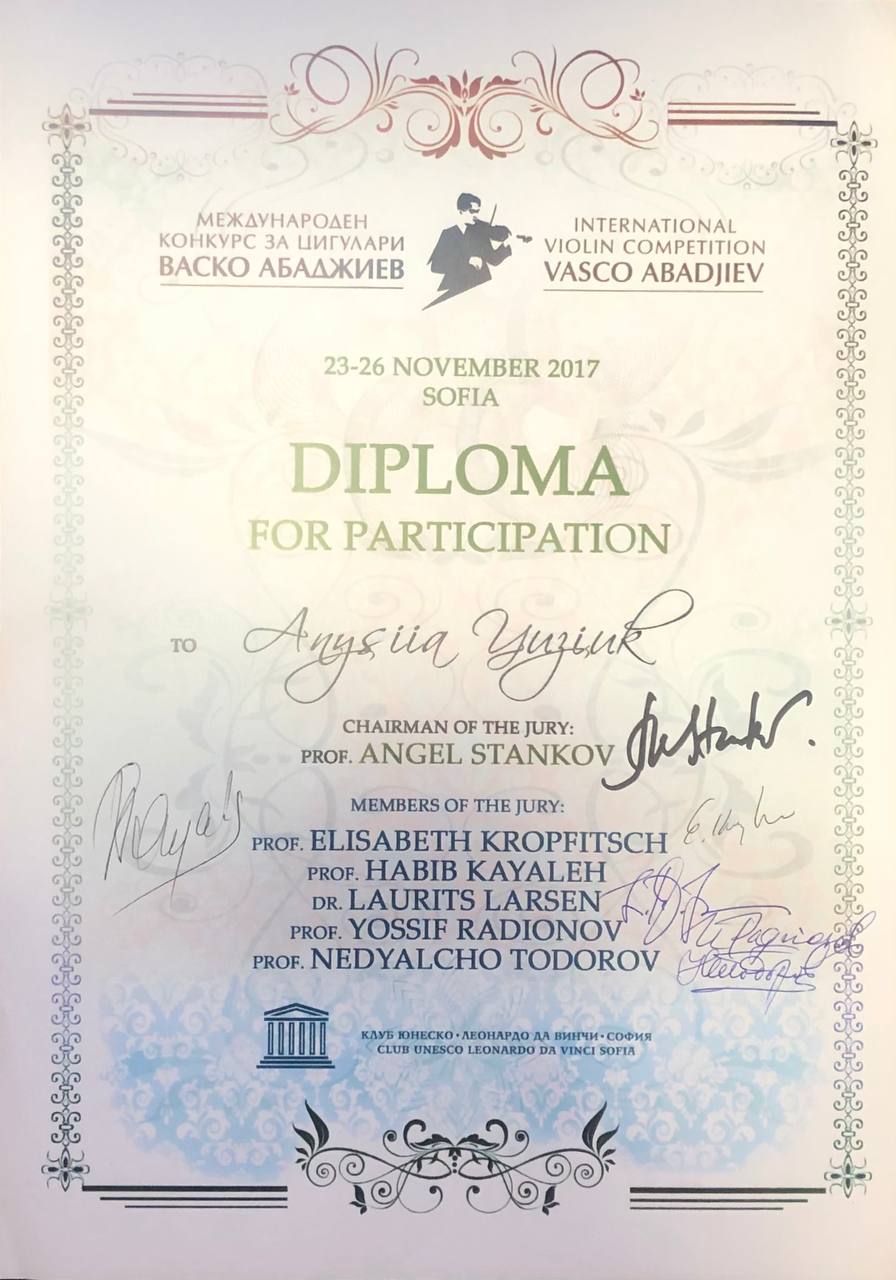 МЕЖДУНАРОДЕН
КОНКУРС ЗА ЦИГУЛАРИ
ВАСКО АБАДЖИЕВ
INTERNATIONAL
VIOLIN COMPETITION
VASCO ABADJIEV
23-26 NOVEMBER 2017
SOFIA
DIPLOMA
FOR PARTICIPATION
TO Anysiia Yuziuk
CHAIRMAN OF THE JURY:
PROF. ANGEL STANKOV
MEMBERS OF THE JURY:
PROF. ELISABETH KROPFITSCH
PROF. HABIB KAYALEH
DR. LAURITS LARSEN
PROF. YOSSIF RADIONOV
PROF. NEDYALCHO TODOROV
КЛУБ ЮНЕСКО • ЛЕОНАРДО ДА ВИНЧИ • СОФИЯ
CLUB UNESCO LEONARDO DA VINCI SOFIA